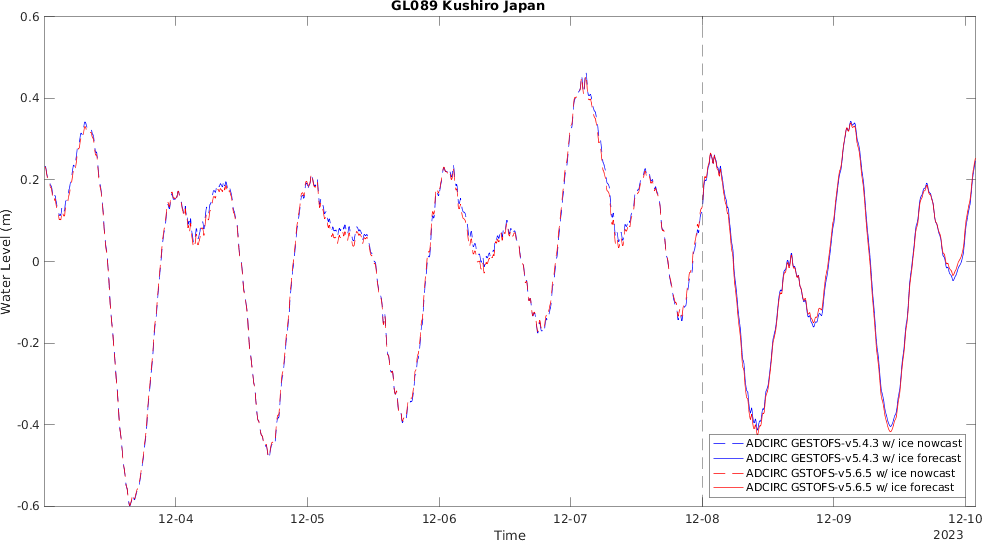 GL089 Kushiro Japan
0.6
0.4
0.2
0
-0.2
-0.4
-0.6
Water Level (m)
12-04
12-05
12-06
12-07
12-08
12-09
12-10
Time
2023
ADCIRC GESTOFS-v5.4.3 w/ ice nowcast
ADCIRC GESTOFS-v5.4.3 w/ ice forecast
ADCIRC GSTOFS-v5.6.5 w/ ice nowcast
ADCIRC GSTOFS-v5.6.5 w/ ice forecast